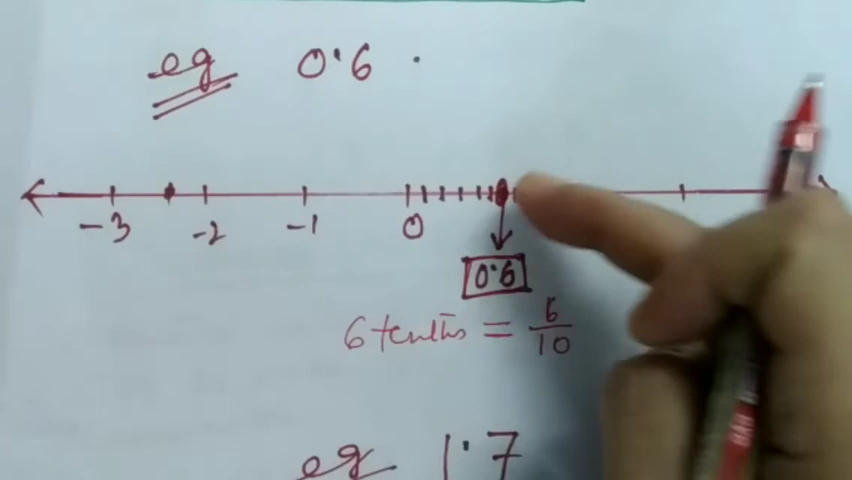 eg 0.6 .
-3 -2 -1 0
0.6
6 tenths = 6/10
eg 1.7